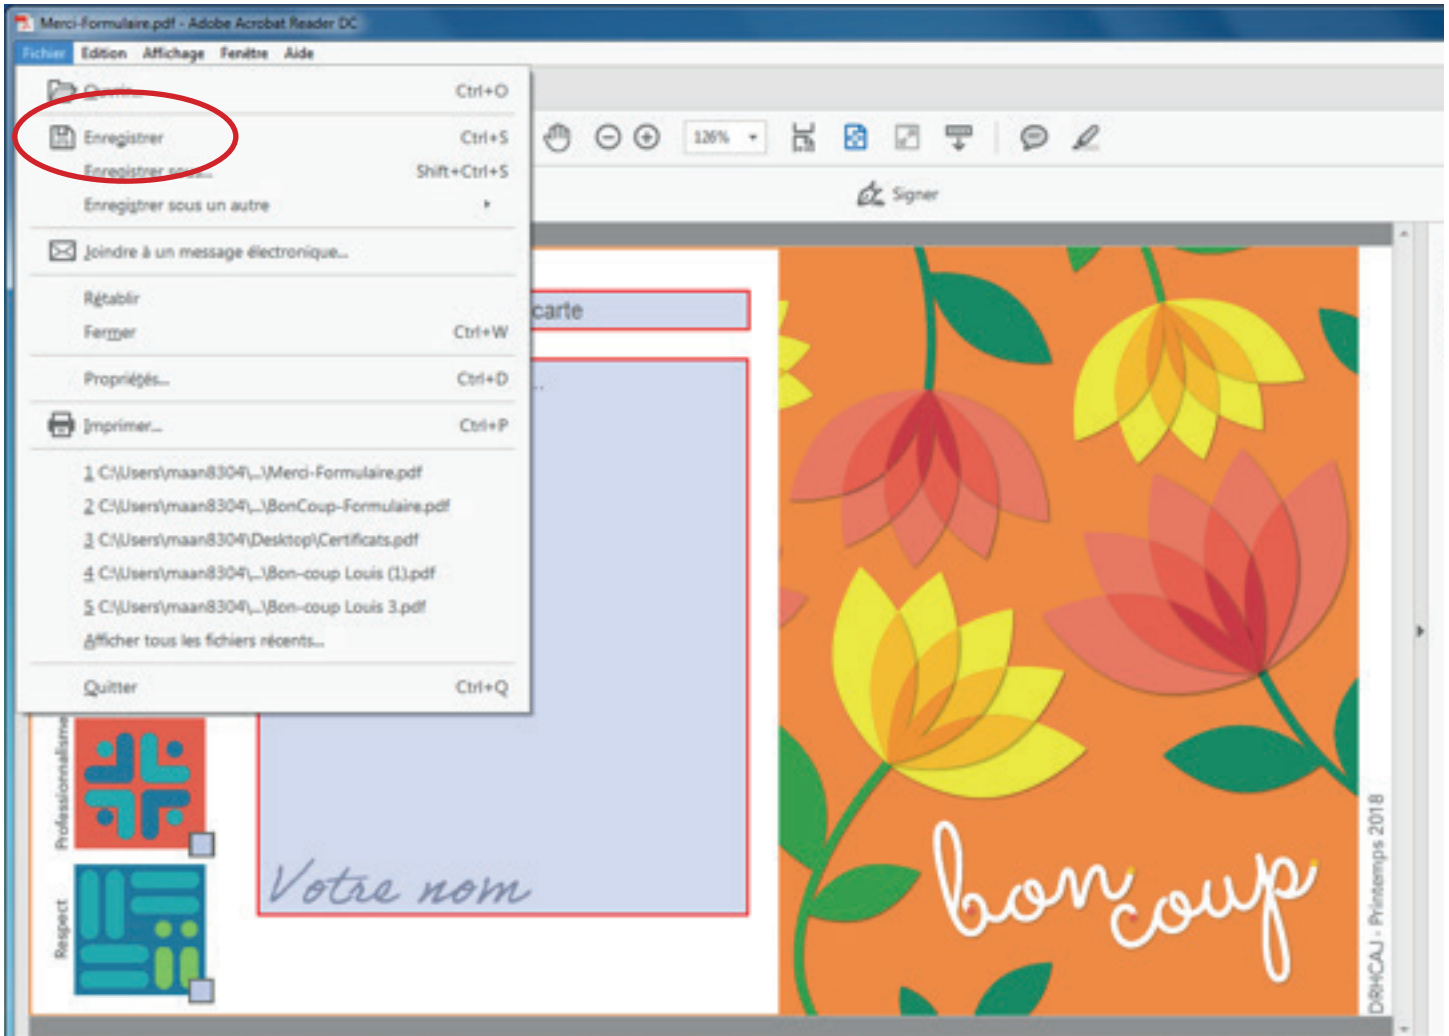 Merci-Formulaire.pdf - Adobe Acrobat Reader DC
Fichier Edition Affichage Fenêtre Aide
Ouvrir... Ctrl+O
Enregistrer Ctrl+S
Enregistrer sous... Shift+Ctrl+S
Enregistrer sous un autre
Joindre à un message électronique...
Rétablir
Fermer Ctrl+W
Propriétés... Ctrl+D
Imprimer... Ctrl+P
1 C:\Users\maan8304\...\Merci-Formulaire.pdf
2 C:\Users\maan8304\...\BonCoup-Formulaire.pdf
3 C:\Users\maan8304\Desktop\Certificats.pdf
4 C:\Users\maan8304\...\Bon-coup Louis (1).pdf
5 C:\Users\maan8304\...\Bon-coup Louis 3.pdf
Afficher tous les fichiers récents...
Quitter Ctrl+Q
126%
Signer
carte
..
Professionnalisme
Respect
Votre nom
bon
coup
DRHCAJ - Printemps 2018